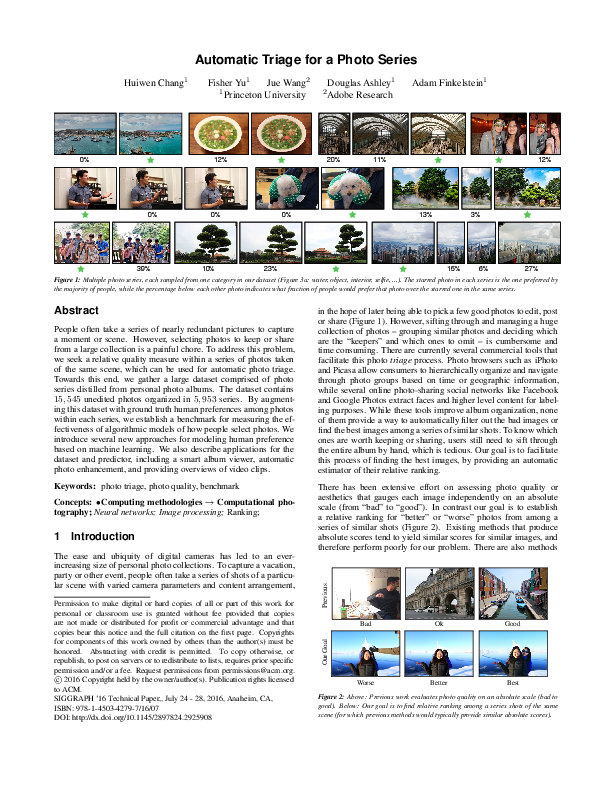 Automatic Triage for a Photo Series
Huiwen Chang1 Fisher Yu1 Jue Wang2 Douglas Ashley1 Adam Finkelstein1
1Princeton University 2Adobe Research
0% 12% 20% 11% 12%
0% 0% 0% 13% 3%
39% 10% 23% 15% 6% 27%
Figure 1: Multiple photo series, each sampled from one category in our dataset (Figure 3a: water, object, interior, selfie, ...). The starred photo in each series is the one preferred by
the majority of people, while the percentage below each other photo indicates what fraction of people would prefer that photo over the starred one in the same series.
Abstract
People often take a series of nearly redundant pictures to capture
a moment or scene. However, selecting photos to keep or share
from a large collection is a painful chore. To address this problem,
we seek a relative quality measure within a series of photos taken
of the same scene, which can be used for automatic photo triage.
Towards this end, we gather a large dataset comprised of photo
series distilled from personal photo albums. The dataset contains
15, 545 unedited photos organized in 5, 953 series. By augment-
ing this dataset with ground truth human preferences among photos
within each series, we establish a benchmark for measuring the ef-
fectiveness of algorithmic models of how people select photos. We
introduce several new approaches for modeling human preference
based on machine learning. We also describe applications for the
dataset and predictor, including a smart album viewer, automatic
photo enhancement, and providing overviews of video clips.
Keywords: photo triage, photo quality, benchmark
Concepts: •Computing methodologies → Computational pho-
tography; Neural networks; Image processing; Ranking;
1 Introduction
The ease and ubiquity of digital cameras has led to an ever-
increasing size of personal photo collections. To capture a vacation,
party or other event, people often take a series of shots of a particu-
lar scene with varied camera parameters and content arrangement,
Permission to make digital or hard copies of all or part of this work for
personal or classroom use is granted without fee provided that copies
are not made or distributed for profit or commercial advantage and that
copies bear this notice and the full citation on the first page. Copyrights
for components of this work owned by others than the author(s) must be
honored. Abstracting with credit is permitted. To copy otherwise, or
republish, to post on servers or to redistribute to lists, requires prior specific
permission and/or a fee. Request permissions from permissions@acm.org.
© 2016 Copyright held by the owner/author(s). Publication rights licensed
to ACM.
SIGGRAPH '16 Technical Paper,, July 24 - 28, 2016, Anaheim, CA,
ISBN: 978-1-4503-4279-7/16/07
DOI: http://dx.doi.org/10.1145/2897824.2925908
in the hope of later being able to pick a few good photos to edit, post
or share (Figure 1). However, sifting through and managing a huge
collection of photos – grouping similar photos and deciding which
are the “keepers” and which ones to omit – is cumbersome and
time consuming. There are currently several commercial tools that
facilitate this photo triage process. Photo browsers such as iPhoto
and Picasa allow consumers to hierarchically organize and navigate
through photo groups based on time or geographic information,
while several online photo-sharing social networks like Facebook
and Google Photos extract faces and higher level content for label-
ing purposes. While these tools improve album organization, none
of them provide a way to automatically filter out the bad images or
find the best images among a series of similar shots. To know which
ones are worth keeping or sharing, users still need to sift through
the entire album by hand, which is tedious. Our goal is to facilitate
this process of finding the best images, by providing an automatic
estimator of their relative ranking.
There has been extensive effort on assessing photo quality or
aesthetics that gauges each image independently on an absolute
scale (from “bad” to “good”). In contrast our goal is to establish
a relative ranking for “better” or “worse” photos from among a
series of similar shots (Figure 2). Existing methods that produce
absolute scores tend to yield similar scores for similar images, and
therefore perform poorly for our problem. There are also methods
Previous
Bad Ok Good
Our Goal
Worse Better Best
Figure 2: Above: Previous work evaluates photo quality on an absolute scale (bad to
good). Below: Our goal is to find relative ranking among a series shots of the same
scene (for which previous methods would typically provide similar absolute scores).